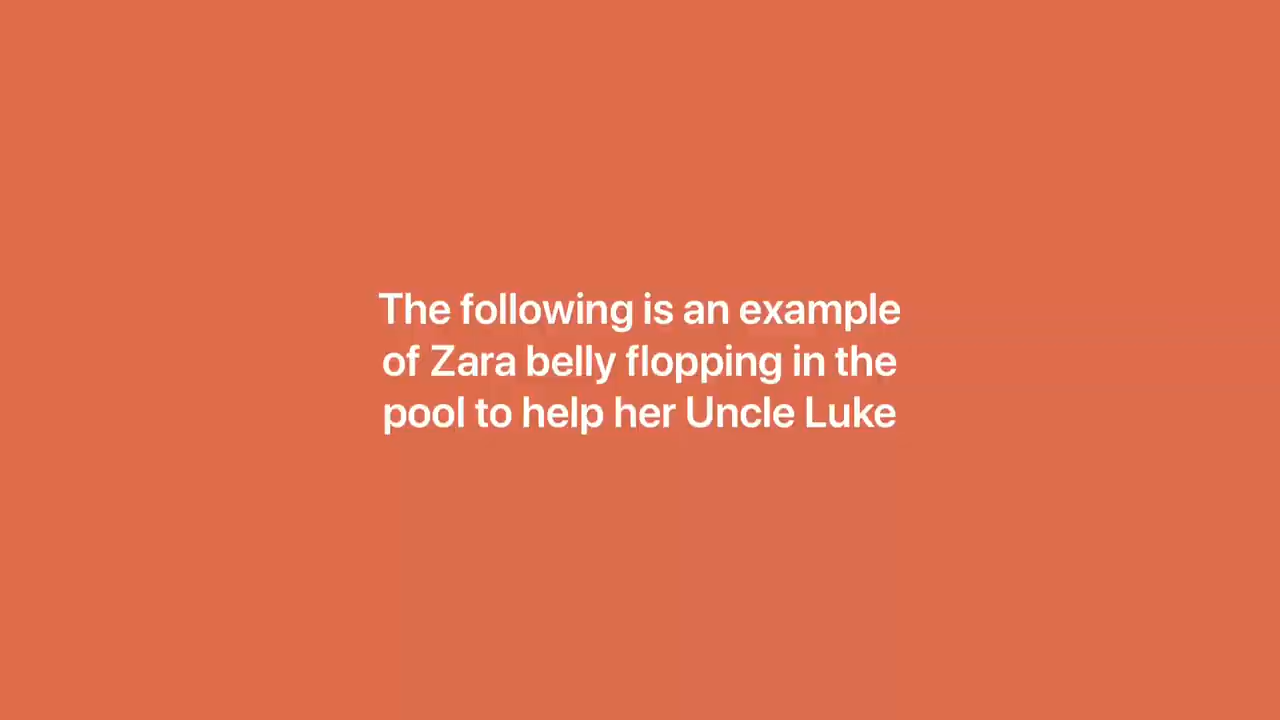 The following is an example
of Zara belly flopping in the
pool to help her Uncle Luke